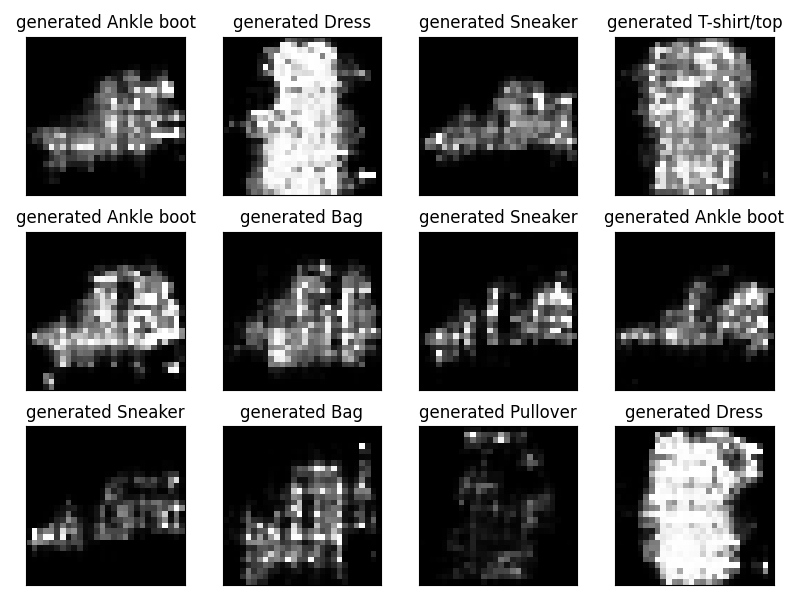 generated Ankle boot
generated Dress
generated Sneaker
generated T-shirt/top
generated Ankle boot
generated Bag
generated Sneaker
generated Ankle boot
generated Sneaker
generated Bag
generated Pullover
generated Dress